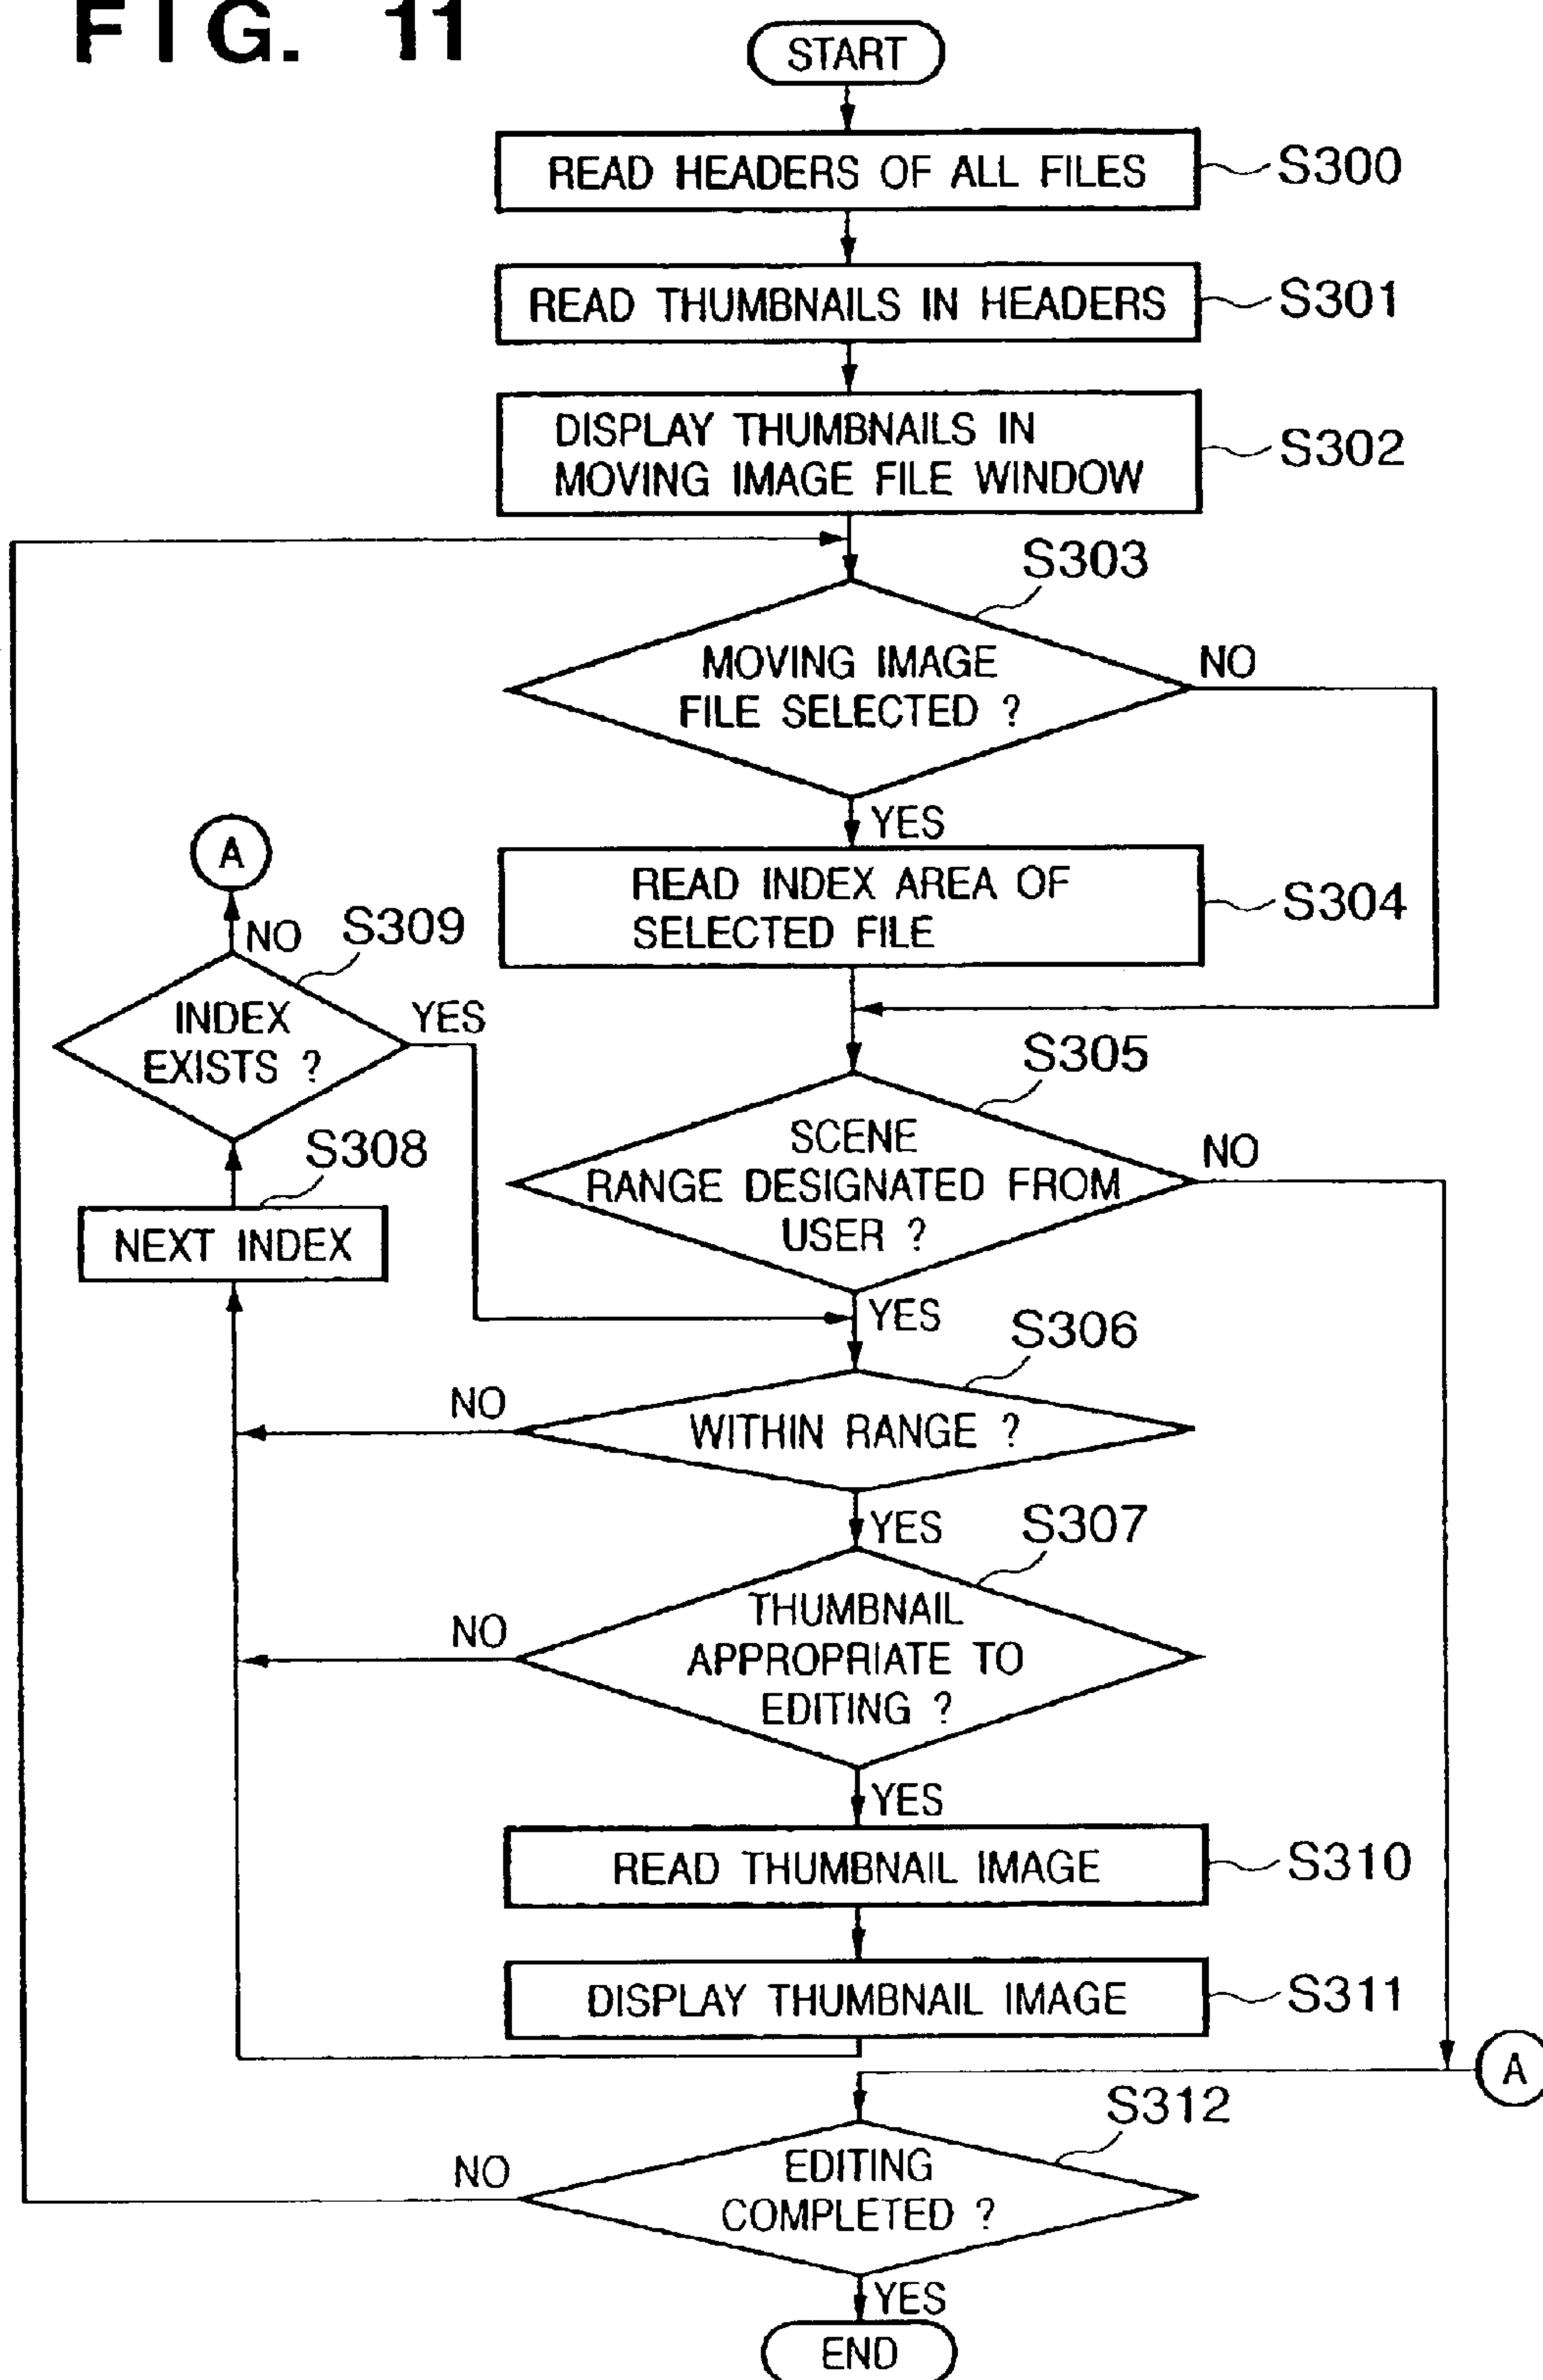 FIG. 11
START
READ HEADERS OF ALL FILES
S300
READ THUMBNAILS IN HEADERS
S301
DISPLAY THUMBNAILS IN
MOVING IMAGE FILE WINDOW
S302
S303
MOVING IMAGE
FILE SELECTED ?
NO
YES
READ INDEX AREA OF
SELECTED FILE
S304
A
NO
S309
INDEX
EXISTS ?
YES
S308
NEXT INDEX
S305
SCENE
RANGE DESIGNATED FROM
USER ?
NO
YES
S306
WITHIN RANGE ?
NO
YES
S307
THUMBNAIL
APPROPRIATE TO
EDITING ?
NO
YES
READ THUMBNAIL IMAGE
S310
DISPLAY THUMBNAIL IMAGE
S311
A
S312
EDITING
COMPLETED ?
NO
YES
END